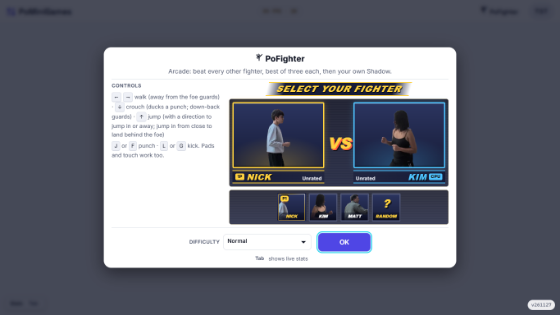 PoFighter
Arcade: beat every other fighter, best of three each, then your own Shadow.
CONTROLS
← → walk (away from the foe guards)
· ↓ crouch (ducks a punch; down-back
guards) · ↑ jump (with a direction to
jump in or away; jump in from close to
land behind the foe)
J or F punch · L or G kick. Pads
and touch work too.
SELECT YOUR FIGHTER
VS
1P NICK Unrated
Unrated KIM CPU
NICK KIM MATT ? RANDOM
DIFFICULTY Normal OK
Tab shows live stats